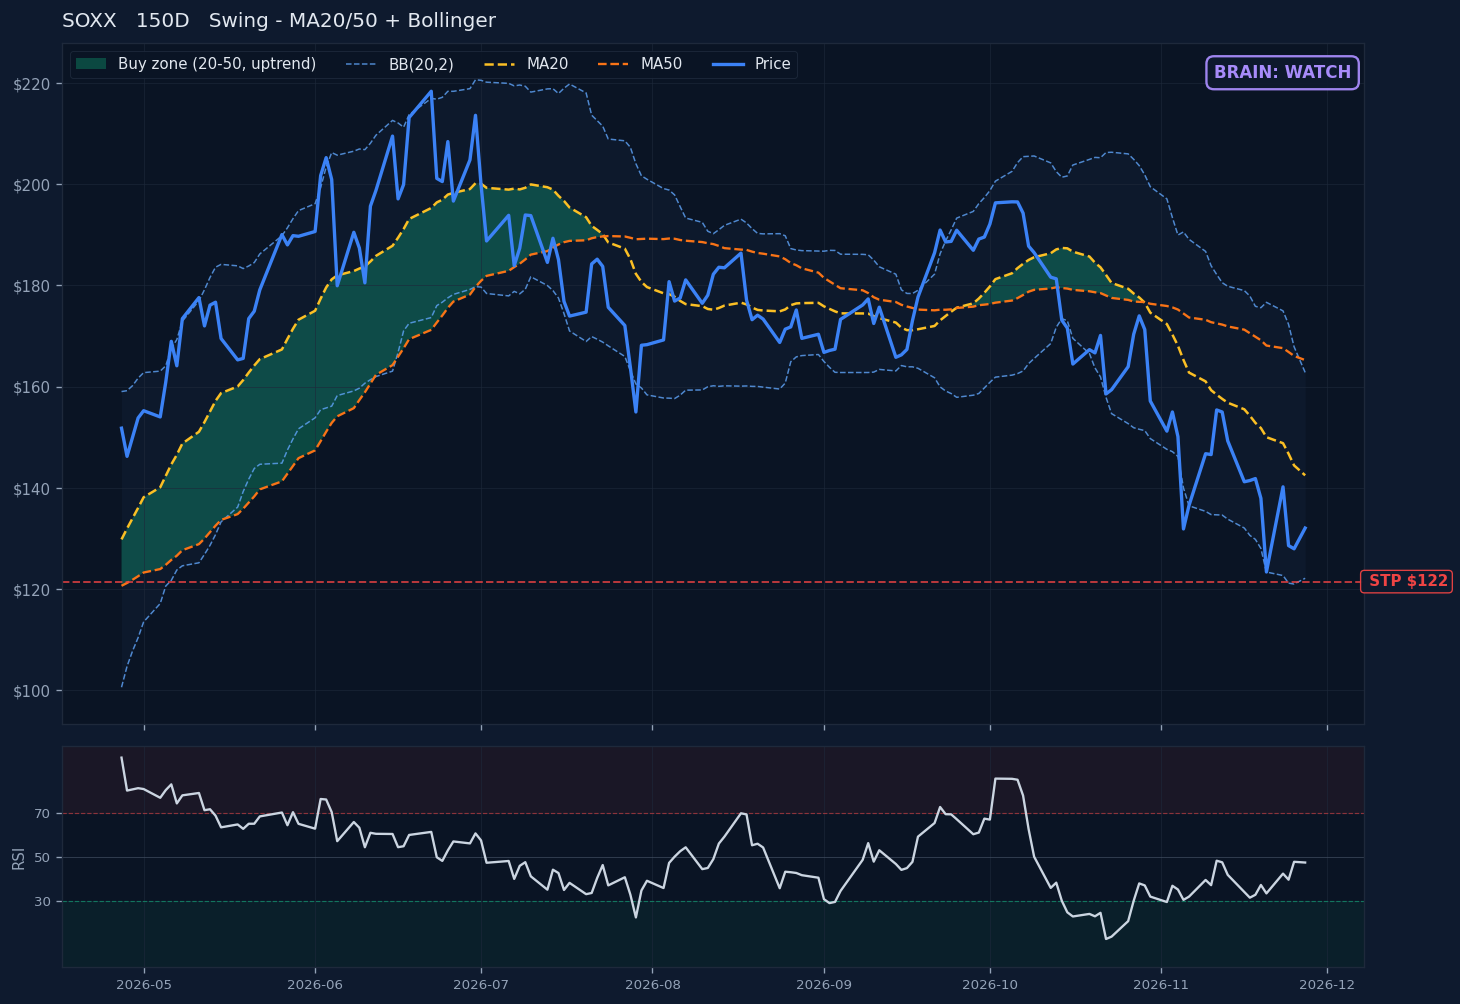 SOXX   150D   Swing - MA20/50 + Bollinger
Buy zone (20-50, uptrend)   BB(20,2)   MA20   MA50   Price
BRAIN: WATCH
$220
$200
$180
$160
$140
$120
$100
STP $122
RSI
70
50
30
2026-05   2026-06   2026-07   2026-08   2026-09   2026-10   2026-11   2026-12